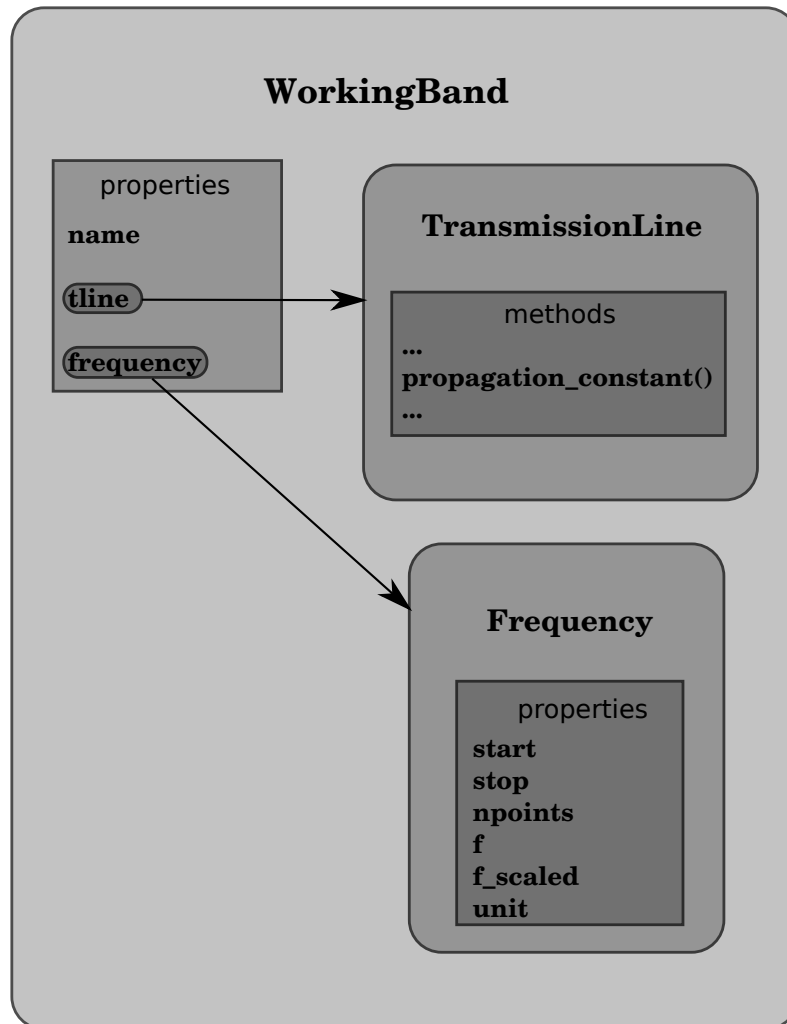 WorkingBand
properties
name
tline
frequency
TransmissionLine
methods
...
propagation_constant()
...
Frequency
properties
start
stop
npoints
f
f_scaled
unit